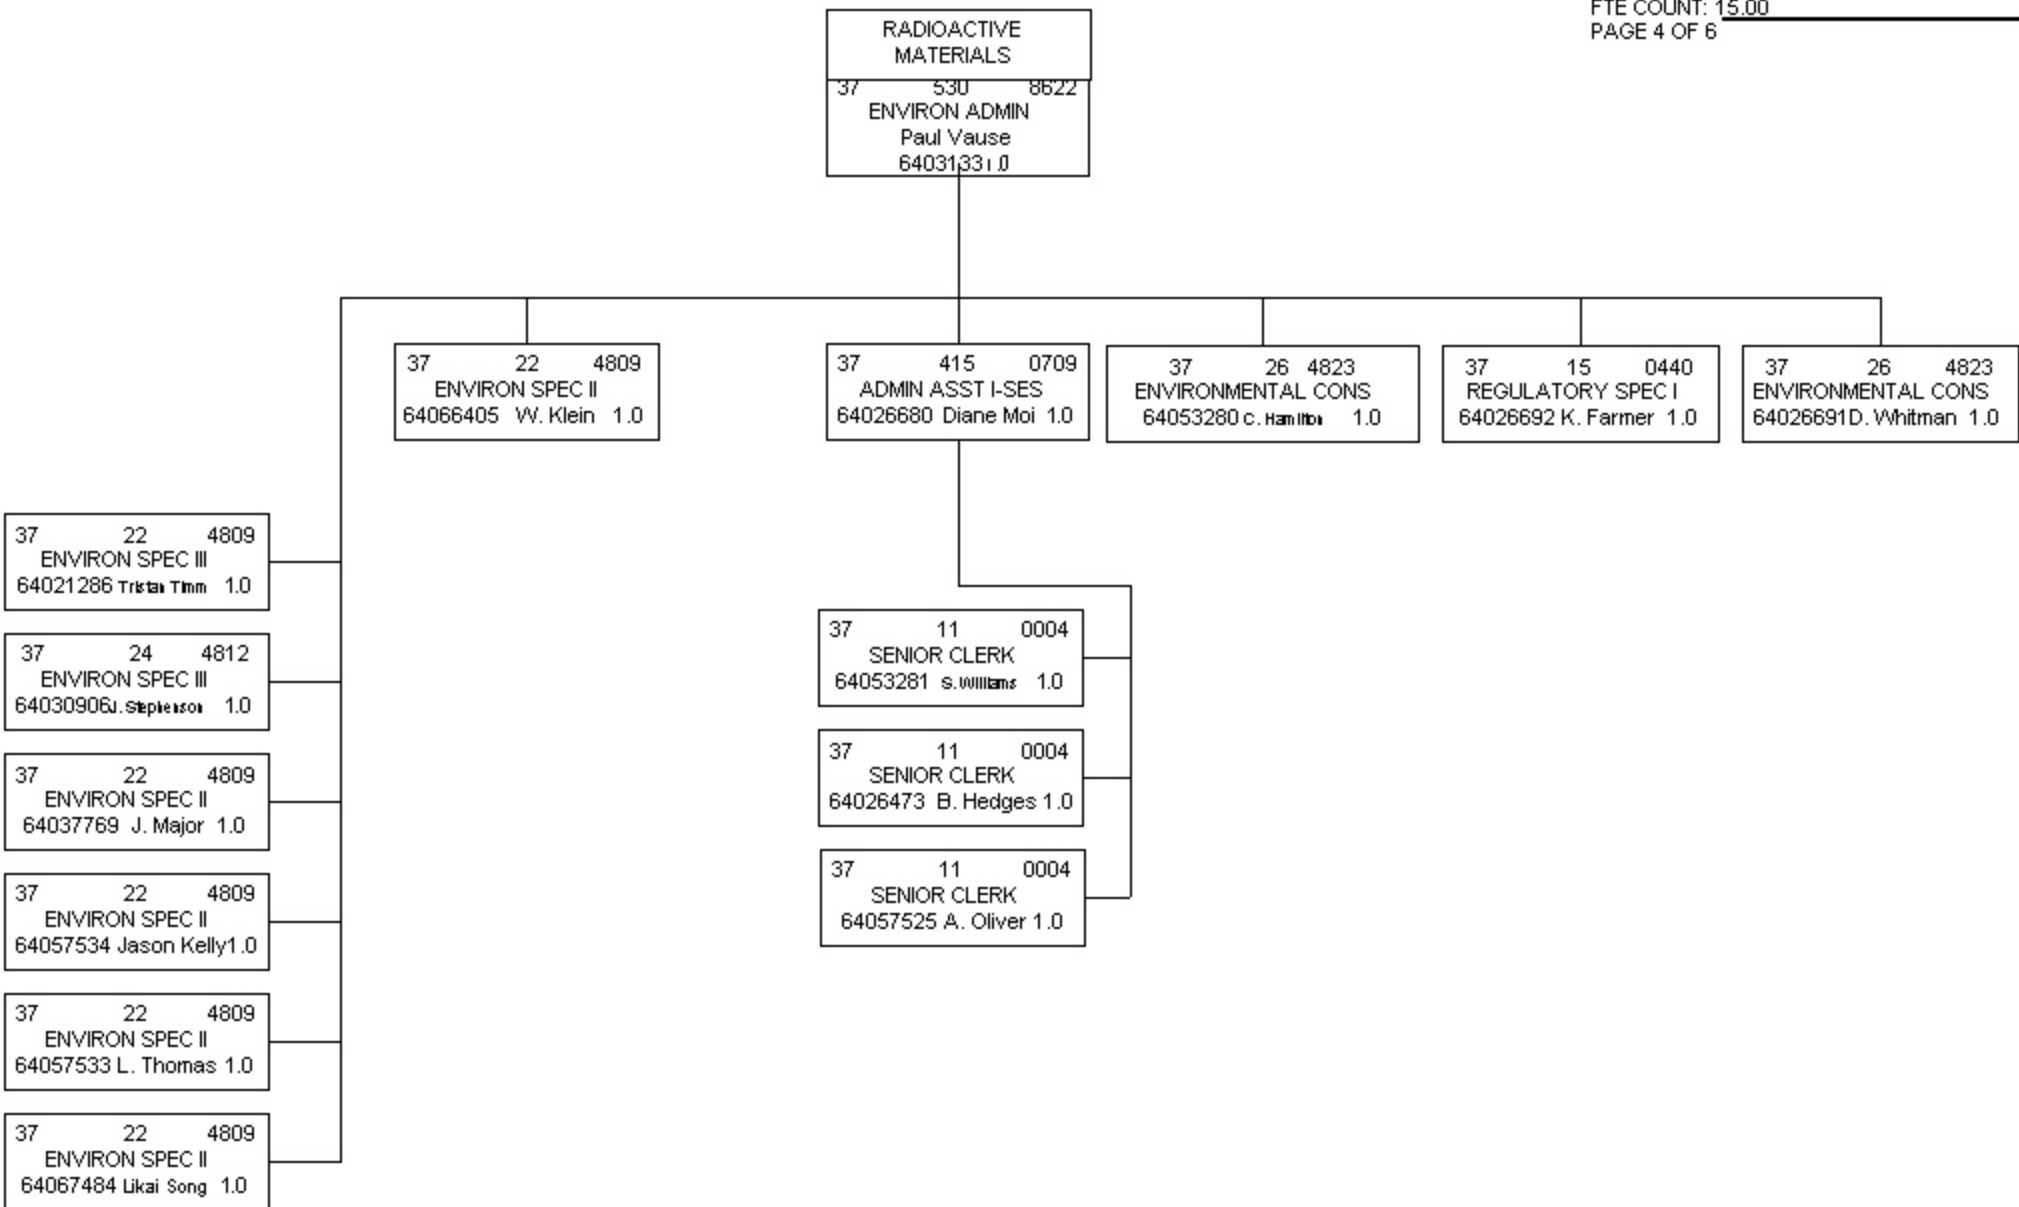 FTE COUNT: 15.00
PAGE 4 OF 6
RADIOACTIVE
MATERIALS
37 530 8622
ENVIRON ADMIN
Paul Vause
64031331.0
37 22 4809
ENVIRON SPEC II
64066405 W. Klein 1.0
37 415 0709
ADMIN ASST I-SES
64026680 Diane Moi 1.0
37 26 4823
ENVIRONMENTAL CONS
64053280 C. Hamilton 1.0
37 15 0440
REGULATORY SPEC I
64026692 K. Farmer 1.0
37 26 4823
ENVIRONMENTAL CONS
64026691D. Whitman 1.0
37 22 4809
ENVIRON SPEC III
64021286 Tristan Timm 1.0
37 24 4812
ENVIRON SPEC III
64030906J. Stephenson 1.0
37 22 4809
ENVIRON SPEC II
64037769 J. Major 1.0
37 22 4809
ENVIRON SPEC II
64057534 Jason Kelly1.0
37 22 4809
ENVIRON SPEC II
64057533 L. Thomas 1.0
37 22 4809
ENVIRON SPEC II
64067484 Likai Song 1.0
37 11 0004
SENIOR CLERK
64053281 S. Williams 1.0
37 11 0004
SENIOR CLERK
64026473 B. Hedges 1.0
37 11 0004
SENIOR CLERK
64057525 A. Oliver 1.0